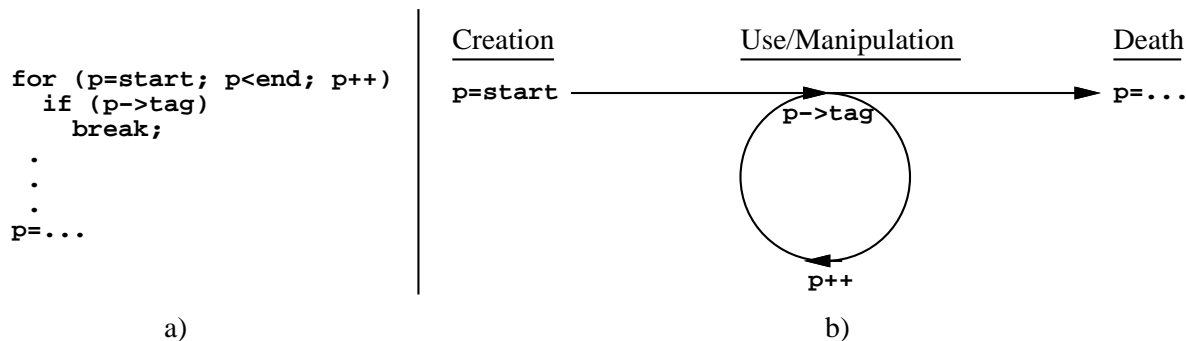 for (p=start; p<end; p++)
if (p->tag)
break;
.
.
.
p=...
a)
Creation Use/Manipulation Death
p=start p->tag p=...
p++
b)